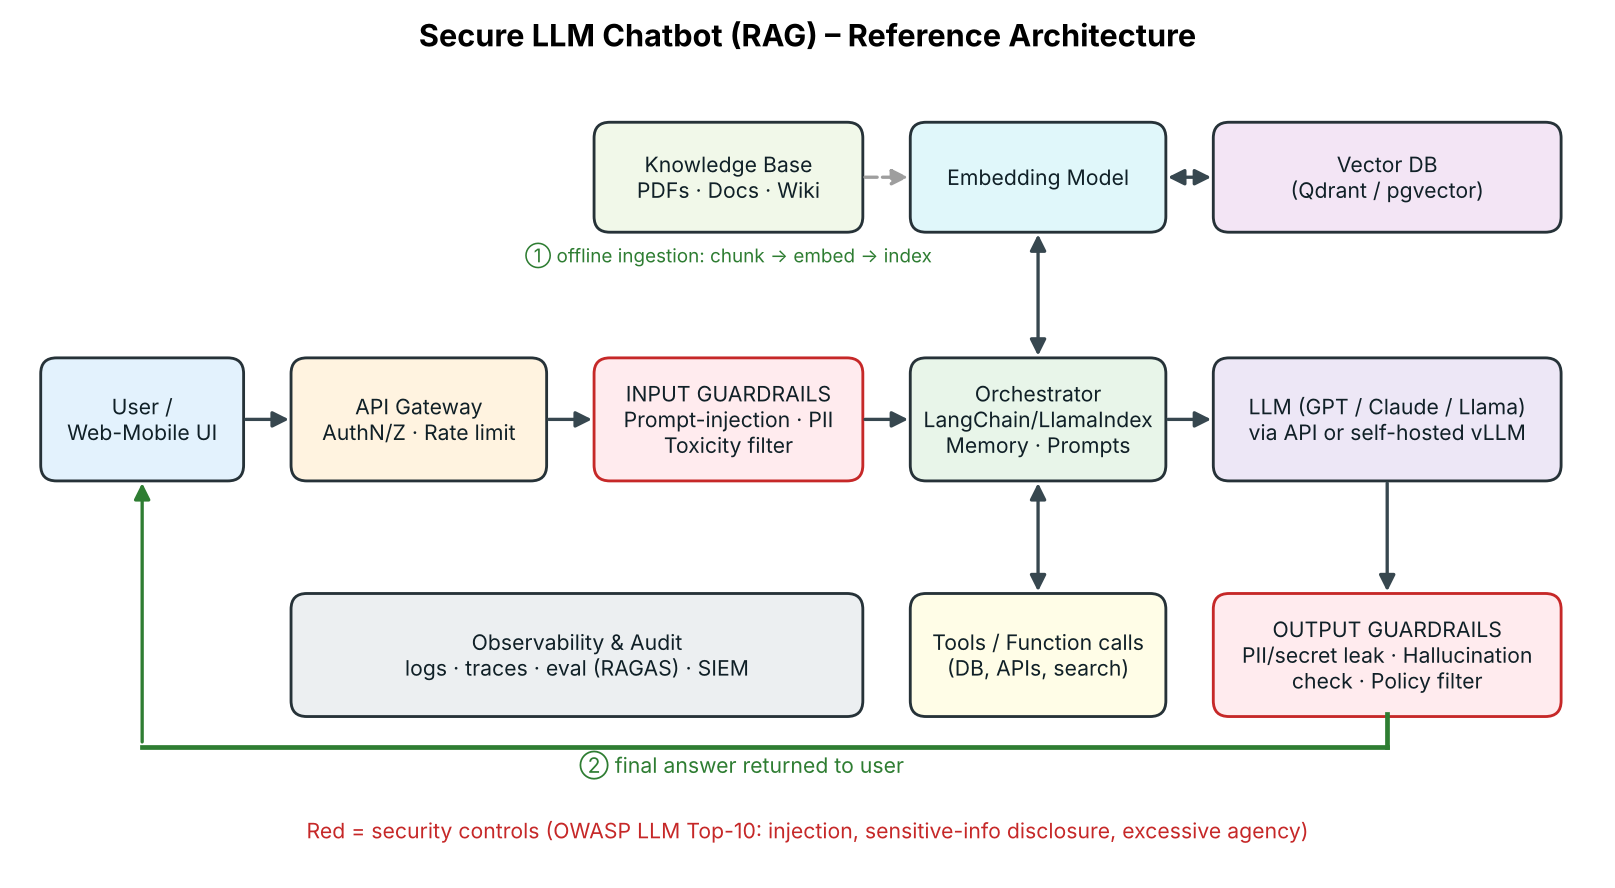 Secure LLM Chatbot (RAG) – Reference Architecture
Knowledge Base
PDFs · Docs · Wiki
Embedding Model
Vector DB
(Qdrant / pgvector)
① offline ingestion: chunk → embed → index
User /
Web-Mobile UI
API Gateway
AuthN/Z · Rate limit
INPUT GUARDRAILS
Prompt-injection · PII
Toxicity filter
Orchestrator
LangChain/LlamaIndex
Memory · Prompts
LLM (GPT / Claude / Llama)
via API or self-hosted vLLM
Observability & Audit
logs · traces · eval (RAGAS) · SIEM
Tools / Function calls
(DB, APIs, search)
OUTPUT GUARDRAILS
PII/secret leak · Hallucination
check · Policy filter
② final answer returned to user
Red = security controls (OWASP LLM Top-10: injection, sensitive-info disclosure, excessive agency)